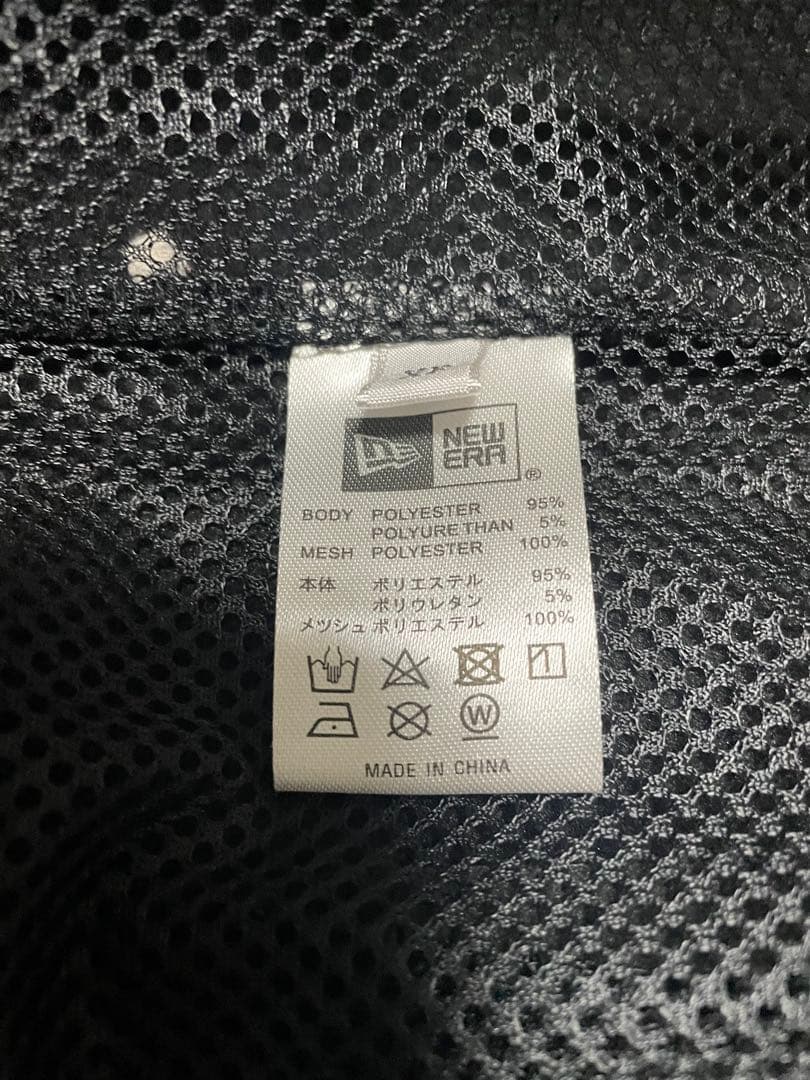 NEW
ERA
®
BODY POLYESTER 95%
POLYURE THAN 5%
MESH POLYESTER 100%
本体 ポリエステル 95%
ポリウレタン 5%
メツシュ ポリエステル 100%
W
MADE IN CHINA